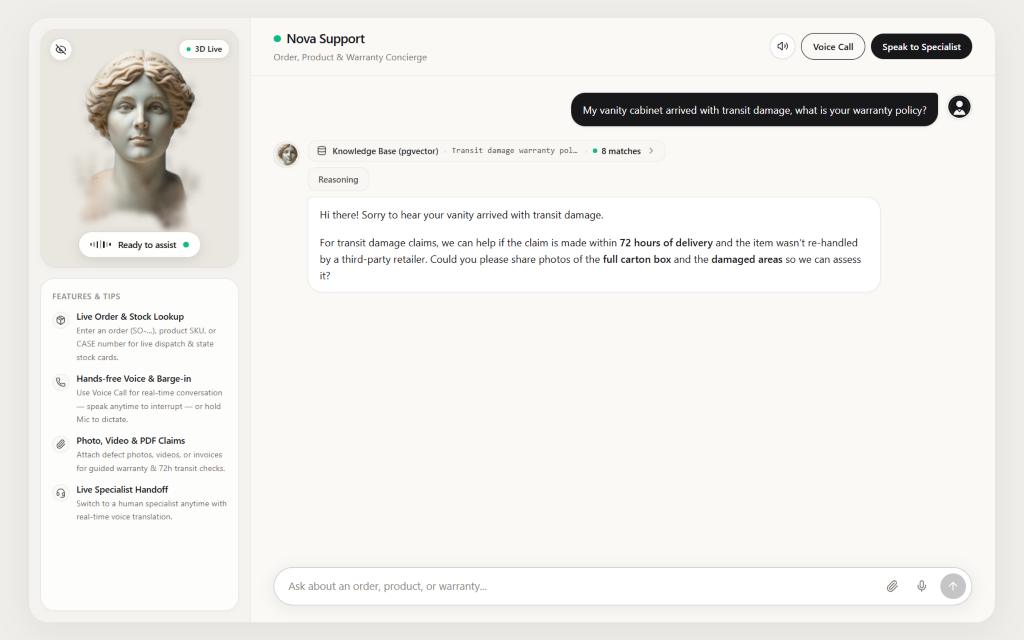 3D Live
Ready to assist
FEATURES & TIPS
Live Order & Stock Lookup
Enter an order (SO-...), product SKU, or
CASE number for live dispatch & state
stock cards.
Hands-free Voice & Barge-in
Use Voice Call for real-time conversation
— speak anytime to interrupt — or hold
Mic to dictate.
Photo, Video & PDF Claims
Attach defect photos, videos, or invoices
for guided warranty & 72h transit checks.
Live Specialist Handoff
Switch to a human specialist anytime with
real-time voice translation.
Nova Support
Order, Product & Warranty Concierge
Voice Call
Speak to Specialist
My vanity cabinet arrived with transit damage, what is your warranty policy?
Knowledge Base (pgvector) · Transit damage warranty pol… · 8 matches
Reasoning
Hi there! Sorry to hear your vanity arrived with transit damage.
For transit damage claims, we can help if the claim is made within 72 hours of delivery and the item wasn't re-handled
by a third-party retailer. Could you please share photos of the full carton box and the damaged areas so we can assess
it?
Ask about an order, product, or warranty...